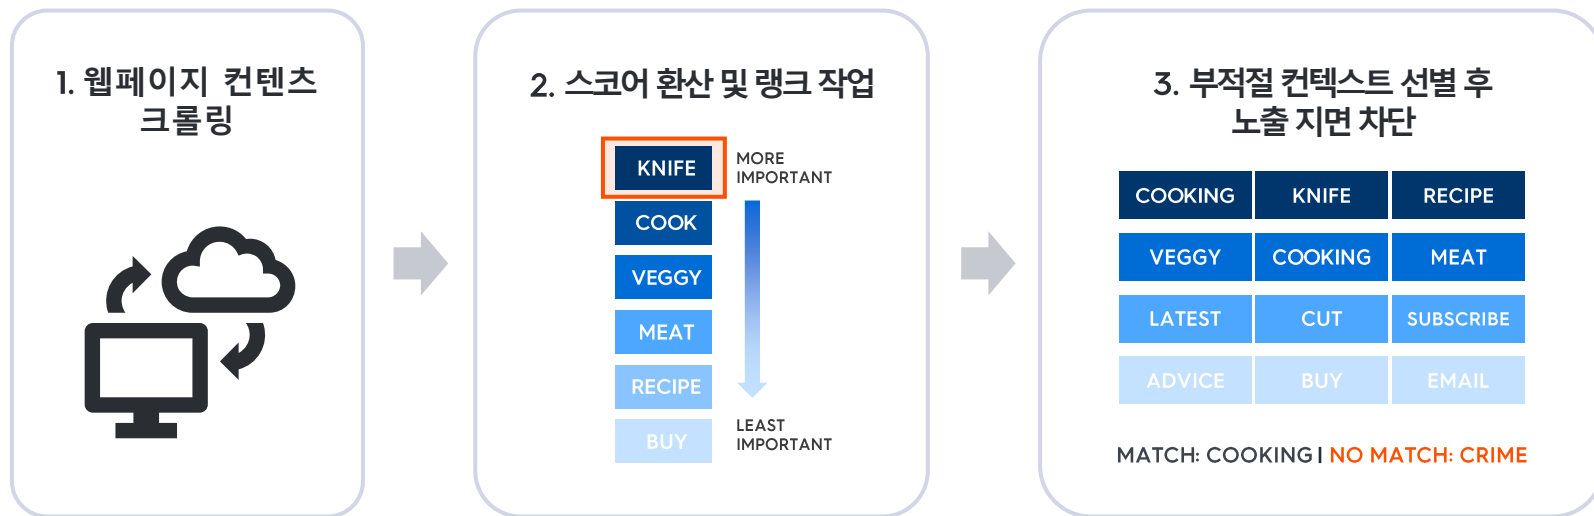 1. 웹페이지 컨텐츠
크롤링
2. 스코어 환산 및 랭크 작업
KNIFE
COOK
VEGGY
MEAT
RECIPE
BUY
MORE
IMPORTANT
LEAST
IMPORTANT
3. 부적절 컨텍스트 선별 후
노출 지면 차단
COOKING KNIFE RECIPE
VEGGY COOKING MEAT
LATEST CUT SUBSCRIBE
ADVICE BUY EMAIL
MATCH: COOKING | NO MATCH: CRIME